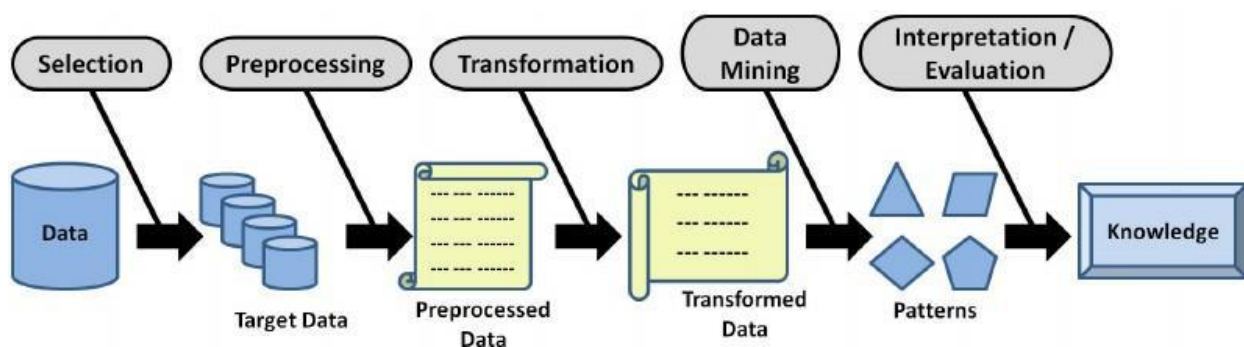 Selection
Preprocessing
Transformation
Data
Mining
Interpretation /
Evaluation
Data
Target Data
Preprocessed
Data
Transformed
Data
Patterns
Knowledge